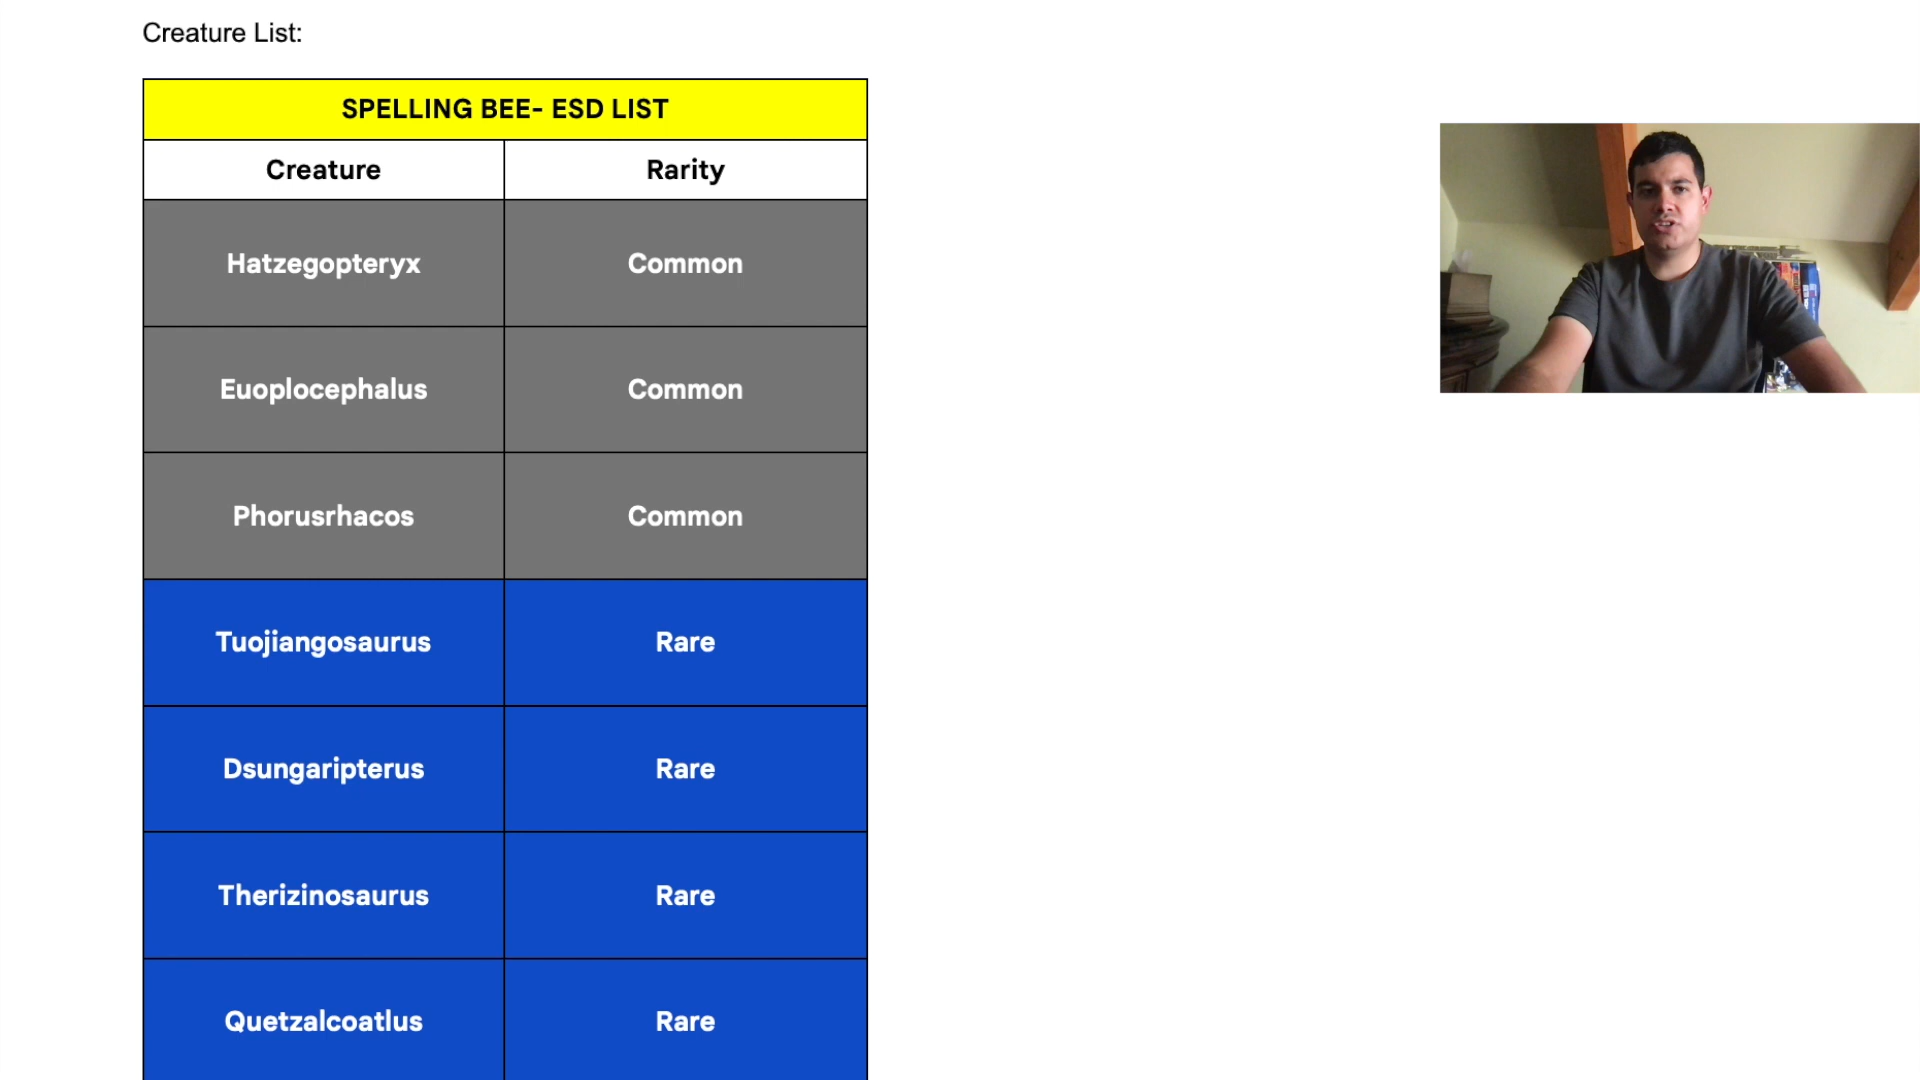 Creature List:
SPELLING BEE- ESD LIST
Creature Rarity
Hatzegopteryx Common
Euoplocephalus Common
Phorusrhacos Common
Tuojiangosaurus Rare
Dsungaripterus Rare
Therizinosaurus Rare
Quetzalcoatlus Rare